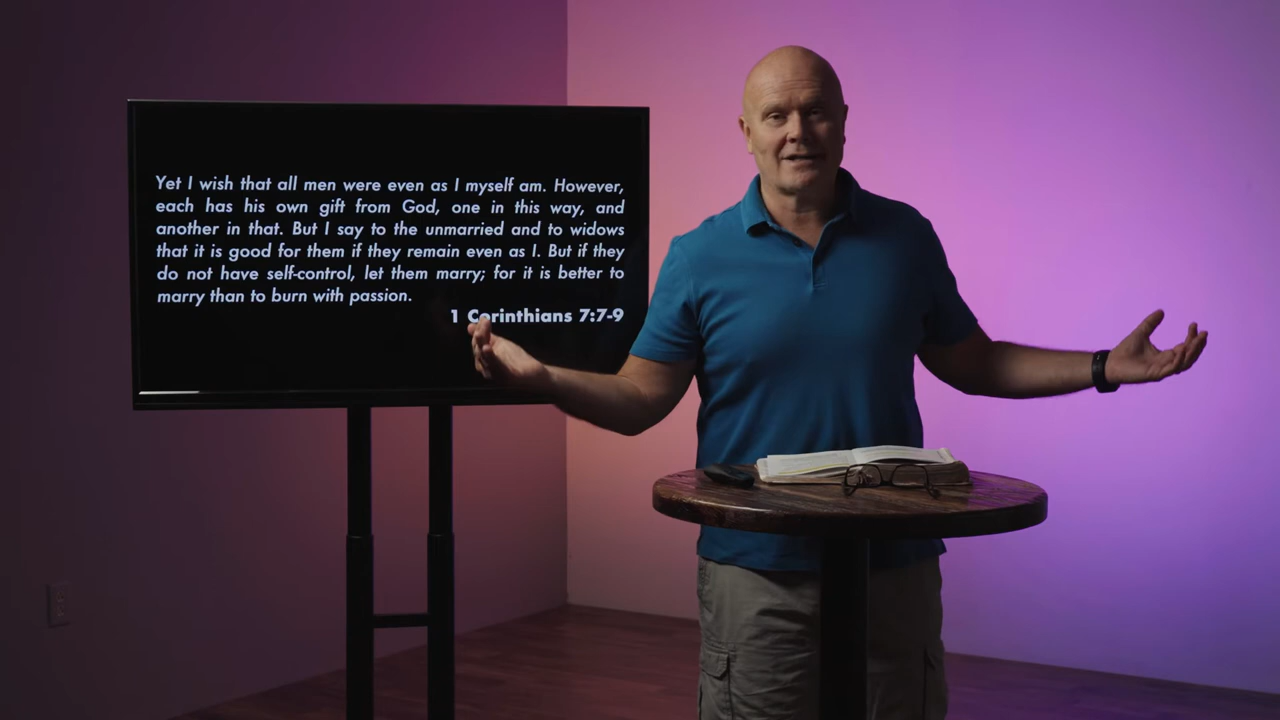 Yet I wish that all men were even as I myself am. However,
each has his own gift from God, one in this way, and
another in that. But I say to the unmarried and to widows
that it is good for them if they remain even as I. But if they
do not have self-control, let them marry; for it is better to
marry than to burn with passion.
1 Corinthians 7:7-9